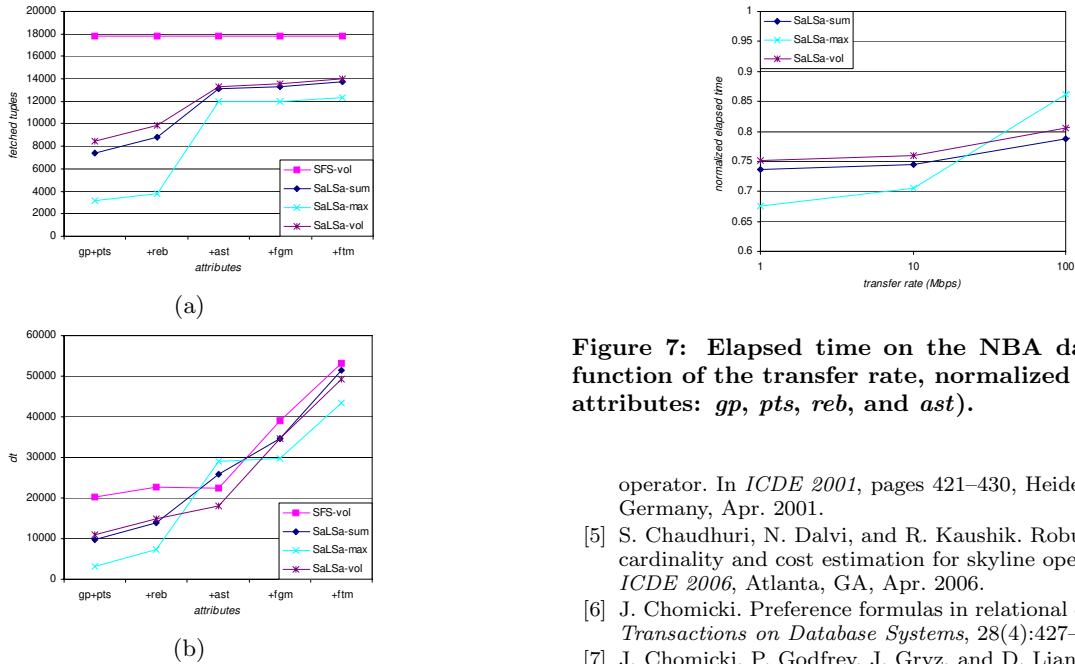 20000
18000
16000
14000
12000
10000
8000
6000
4000
2000
0
fetched tuples
SFS-vol
SaLSa-sum
SaLSa-max
SaLSa-vol
gp+pts +reb +ast +fgm +ftm
attributes
(a)
60000
50000
40000
30000
20000
10000
0
dt
SFS-vol
SaLSa-sum
SaLSa-max
SaLSa-vol
gp+pts +reb +ast +fgm +ftm
attributes
(b)
1
0.95
0.9
0.85
0.8
0.75
0.7
0.65
0.6
normalized elapsed time
SaLSa-sum
SaLSa-max
SaLSa-vol
1 10 100
transfer rate (Mbps)
Figure 7: Elapsed time on the NBA da
function of the transfer rate, normalized
attributes: gp, pts, reb, and ast).
operator. In ICDE 2001, pages 421–430, Heide
Germany, Apr. 2001.
[5] S. Chaudhuri, N. Dalvi, and R. Kaushik. Robu
cardinality and cost estimation for skyline ope
ICDE 2006, Atlanta, GA, Apr. 2006.
[6] J. Chomicki. Preference formulas in relational
Transactions on Database Systems, 28(4):427–
[7] J. Chomicki, P. Godfrey, J. Gryz, and D. Lian